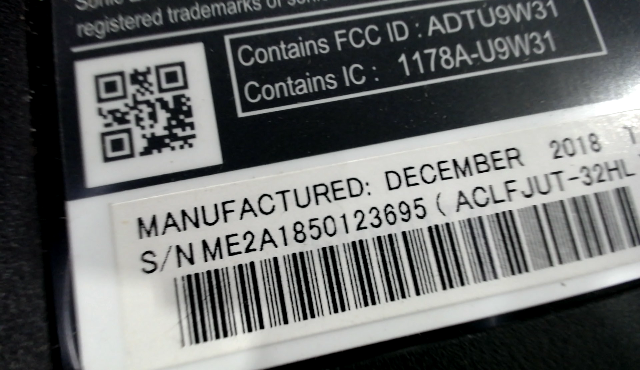 registered trademarks of
Contains FCC ID : ADTU9W31
Contains IC : 1178A-U9W31
MANUFACTURED: DECEMBER 2018
S/N ME2A1850123695 ( ACLFJUT-32HL